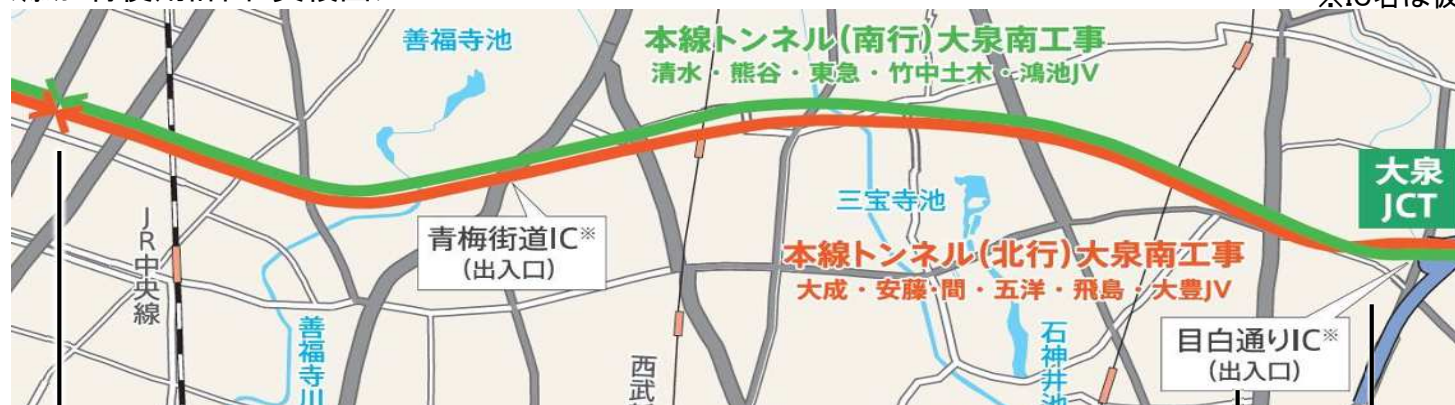 善福寺池
本線トンネル（南行）大泉南工事
清水・熊谷・東急・竹中土木・鴻池JV
大泉
JCT
三宝寺池
青梅街道IC※
（出入口）
本線トンネル（北行）大泉南工事
大成・安藤・間・五洋・飛島・大豊JV
JR中央線
善福寺川
西武
石神井池
目白通りIC※
（出入口）